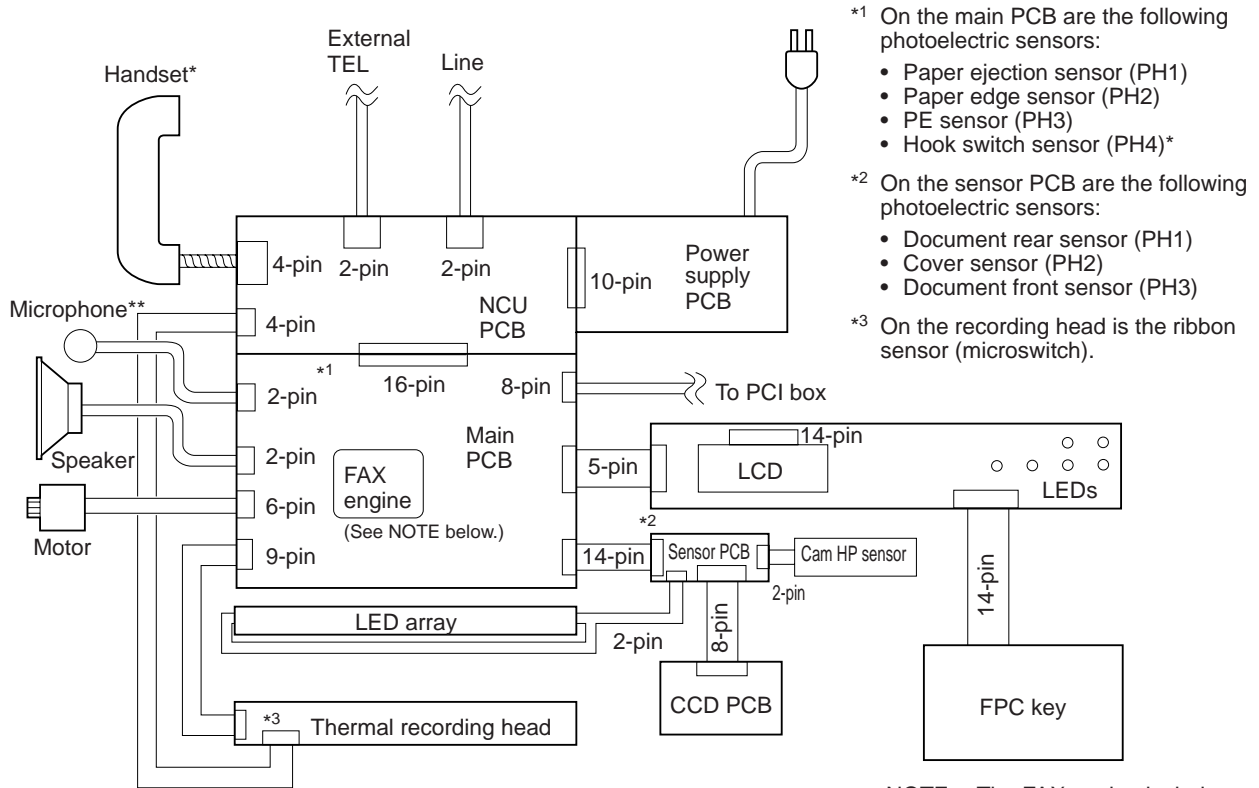 External
TEL
Line
Handset*
4-pin
2-pin
2-pin
NCU
PCB
10-pin
Power
supply
PCB
Microphone**
4-pin
*1
16-pin
8-pin
To PCI box
2-pin
Main
PCB
Speaker
2-pin
FAX
engine
(See NOTE below.)
5-pin
14-pin
LCD
LEDs
Motor
6-pin
9-pin
*2
14-pin
Sensor PCB
Cam HP sensor
2-pin
14-pin
LED array
2-pin
8-pin
CCD PCB
FPC key
*3
Thermal recording head
*1 On the main PCB are the following
photoelectric sensors:
• Paper ejection sensor (PH1)
• Paper edge sensor (PH2)
• PE sensor (PH3)
• Hook switch sensor (PH4)*
*2 On the sensor PCB are the following
photoelectric sensors:
• Document rear sensor (PH1)
• Cover sensor (PH2)
• Document front sensor (PH3)
*3 On the recording head is the ribbon
sensor (microswitch).